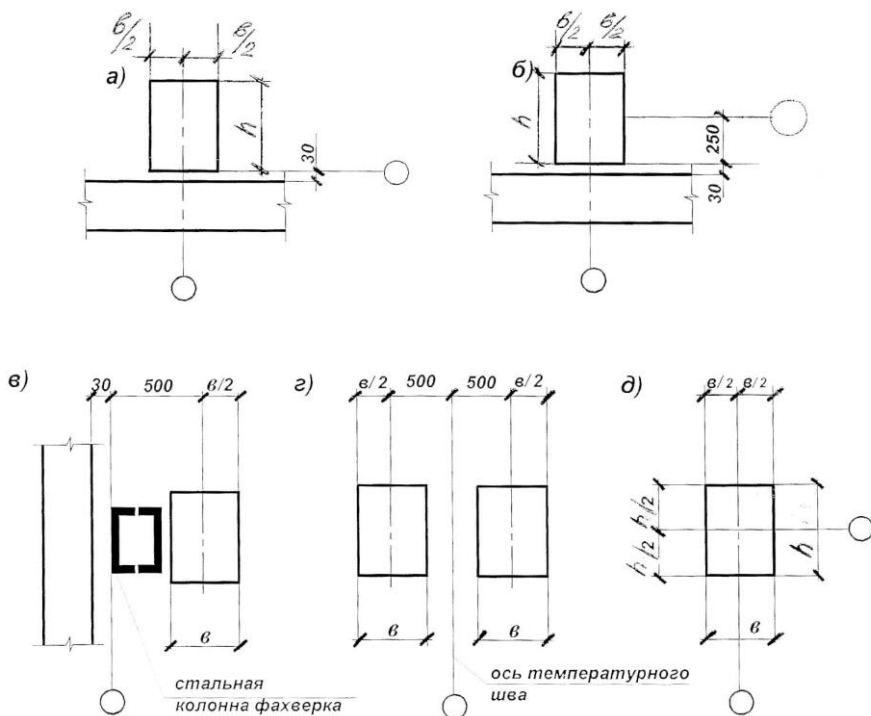 в/2 в/2
а)
h
30
в/2 в/2
б)
h
250
30
в)
30 500 в/2
в
стальная
колонна фахверка
г)
в/2 500 500 в/2
в в
ось температурного
шва
д)
в/2 в/2
h/2
h/2
h
в